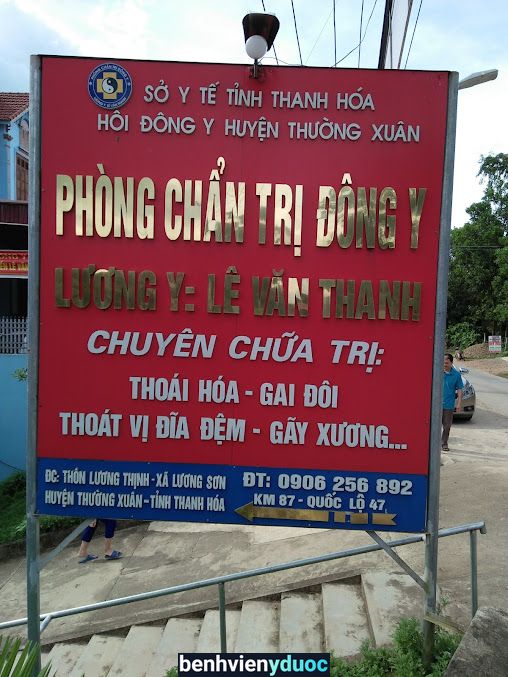 SỞ Y TẾ TỈNH THANH HÓA
HỘI ĐÔNG Y HUYỆN THƯỜNG XUÂN
PHÒNG CHẨN TRỊ ĐÔNG Y
LƯƠNG Y: LÊ VĂN THANH
CHUYÊN CHỮA TRỊ:
THOÁI HÓA - GAI ĐÔI
THOÁT VỊ ĐĨA ĐỆM - GÃY XƯƠNG...
ĐC: THÔN LƯƠNG THỊNH - XÃ LƯƠNG SƠN
HUYỆN THƯỜNG XUÂN - TỈNH THANH HÓA
ĐT: 0906 256 892
KM 87 - QUỐC LỘ 47
benhvienyduoc